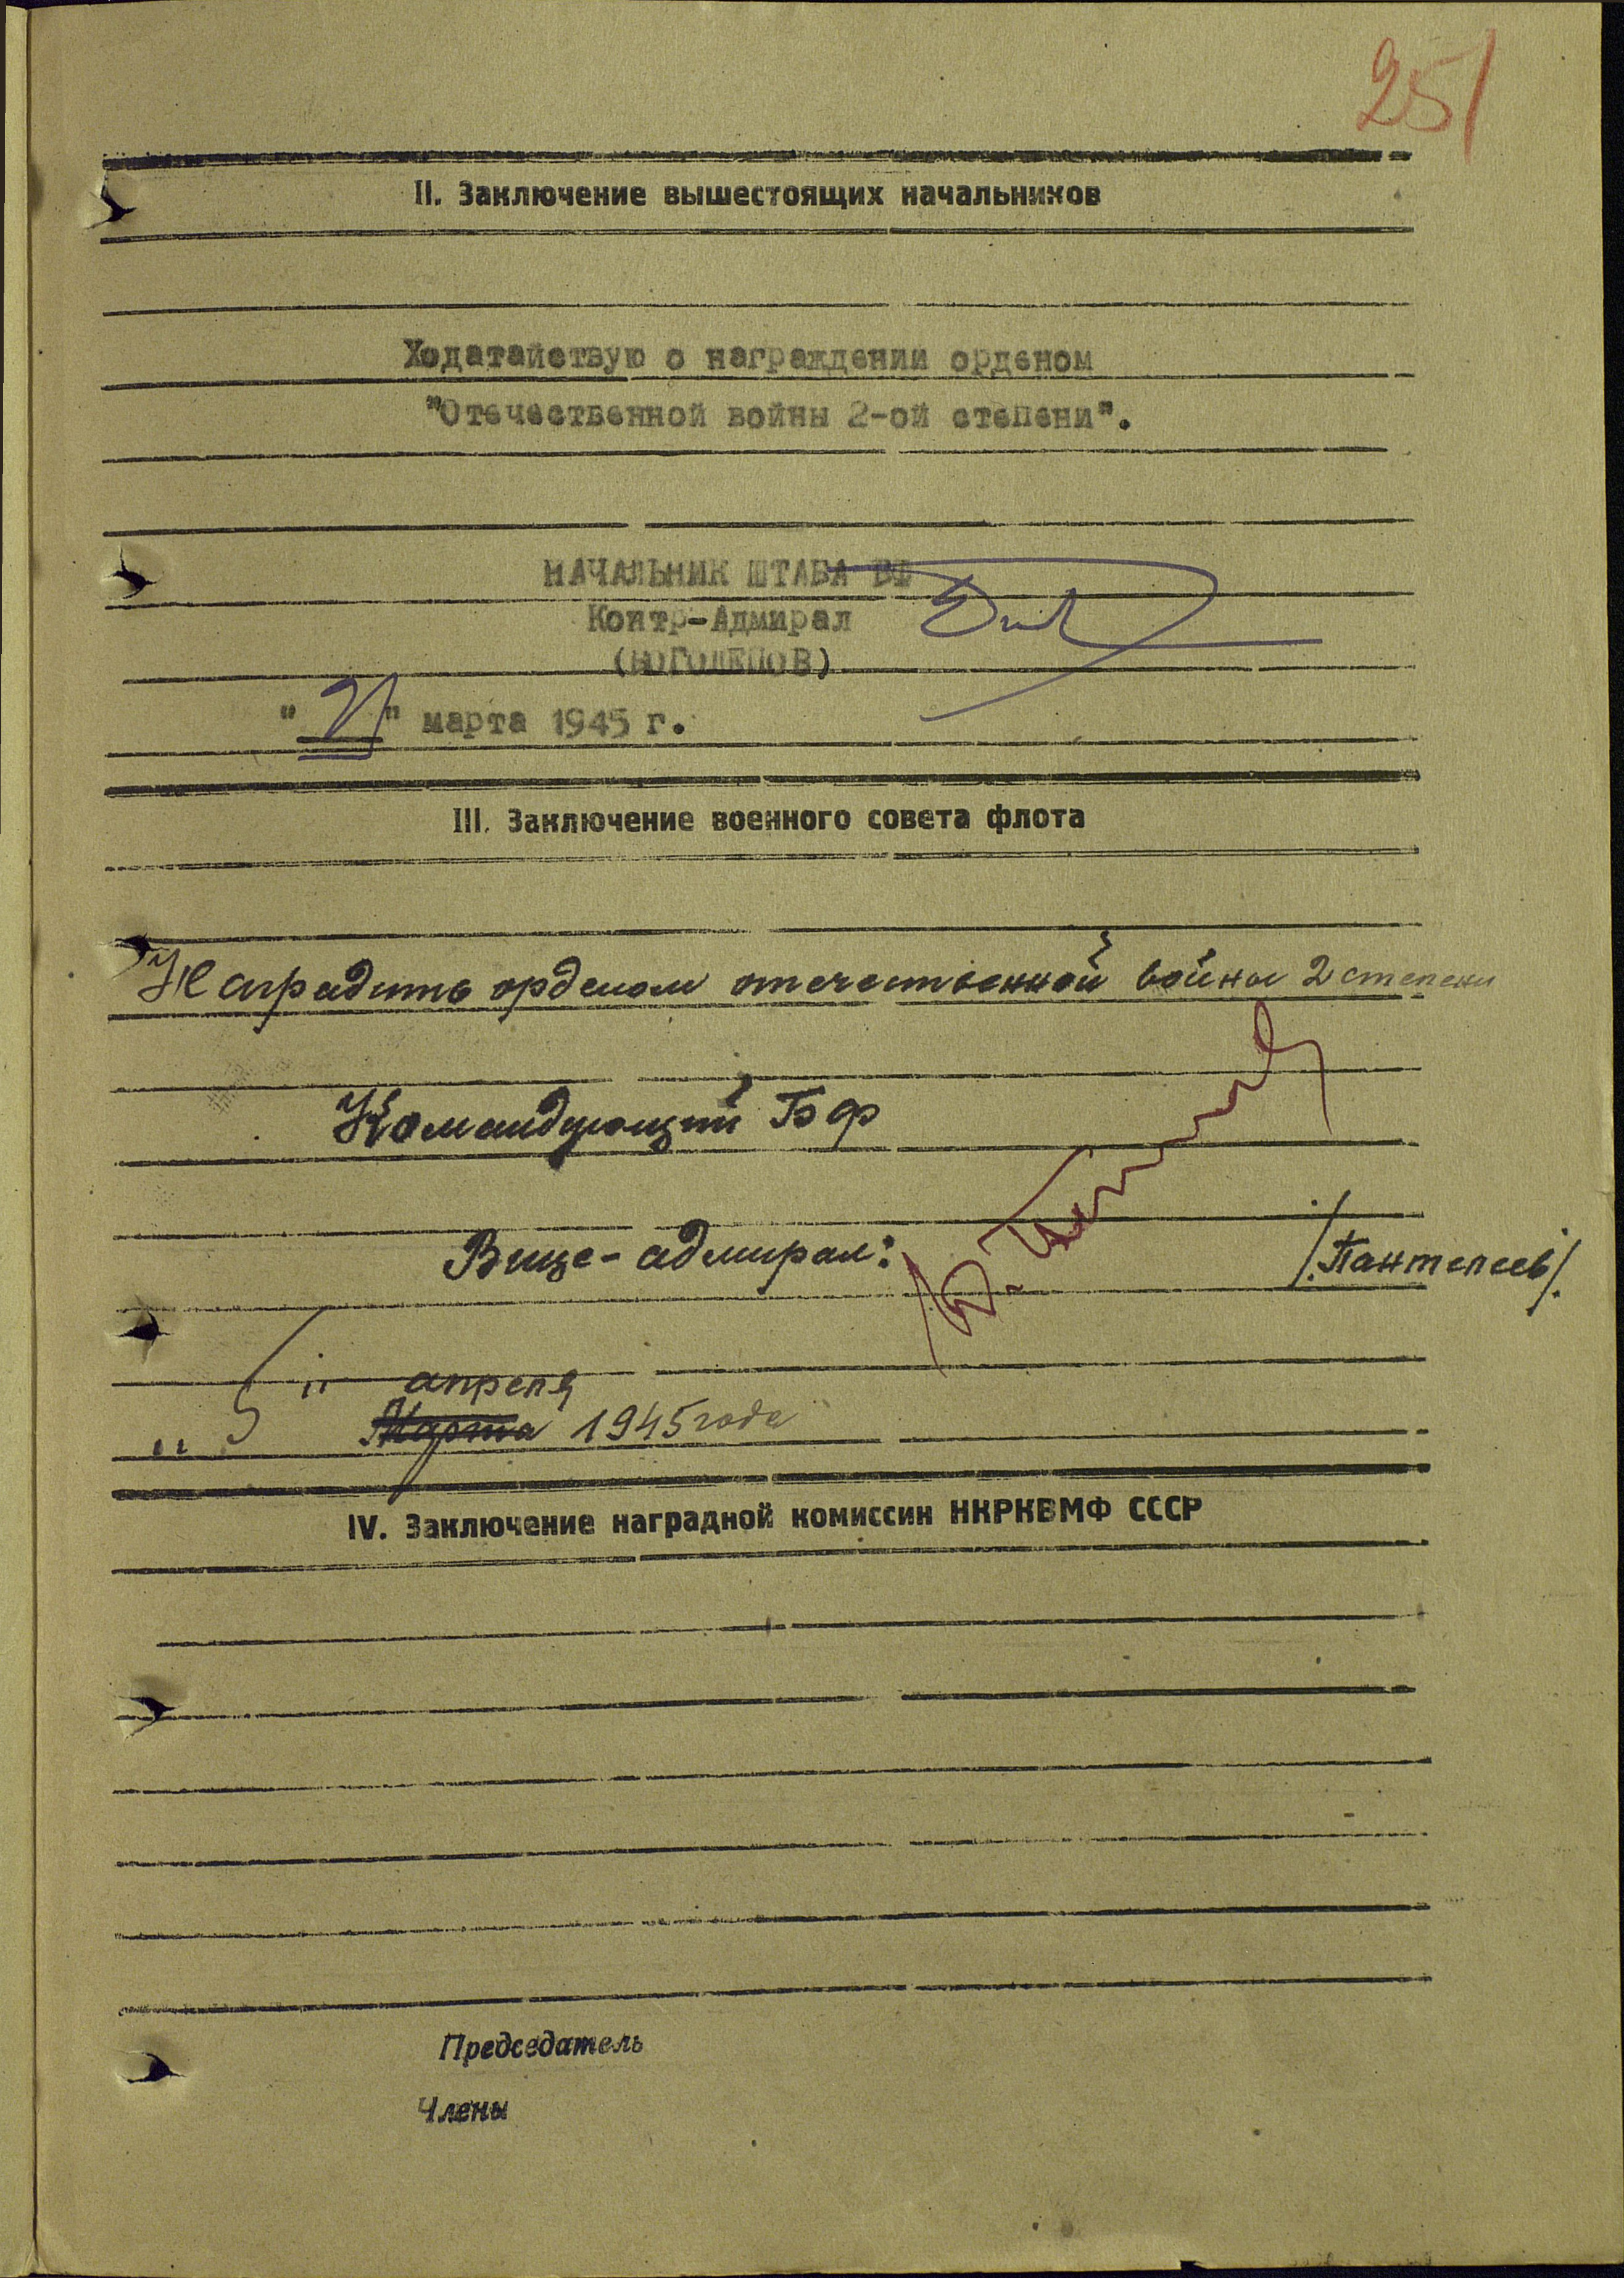 251
II. Заключение вышестоящих начальников
Ходатайствую о награждении орденом
"Отечественной войны 2-ой степени".
НАЧАЛЬНИК ШТАБА
Контр-Адмирал
(БОГОЛЕПОВ)
" 21 " марта 1945 г.
III. Заключение военного совета флота
Наградить орденом отечественной войны 2 степени
Командующий БФ
Вице-адмирал:
/Пантелеев/.
„ 5 " апреля
Марта 1945 года
IV. Заключение наградной комиссии НКРКВМФ СССР
Председатель
Члены